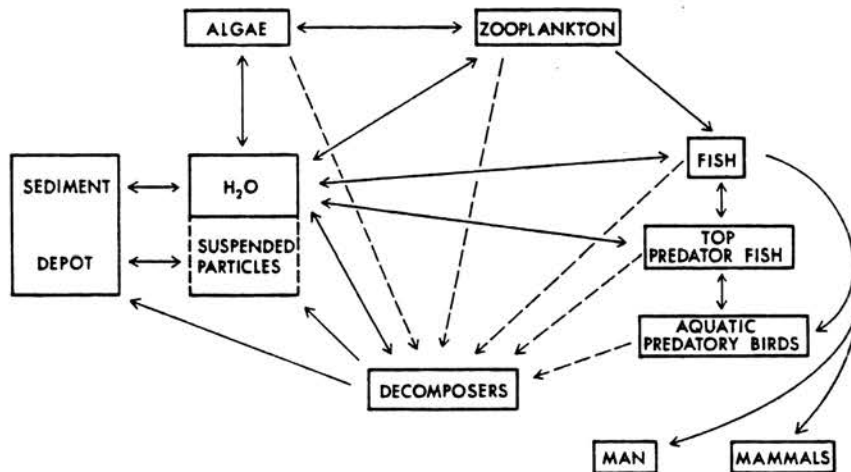 ALGAE
ZOOPLANKTON
FISH
SEDIMENT
H₂O
DEPOT
SUSPENDED
PARTICLES
TOP
PREDATOR FISH
AQUATIC
PREDATORY BIRDS
DECOMPOSERS
MAN
MAMMALS